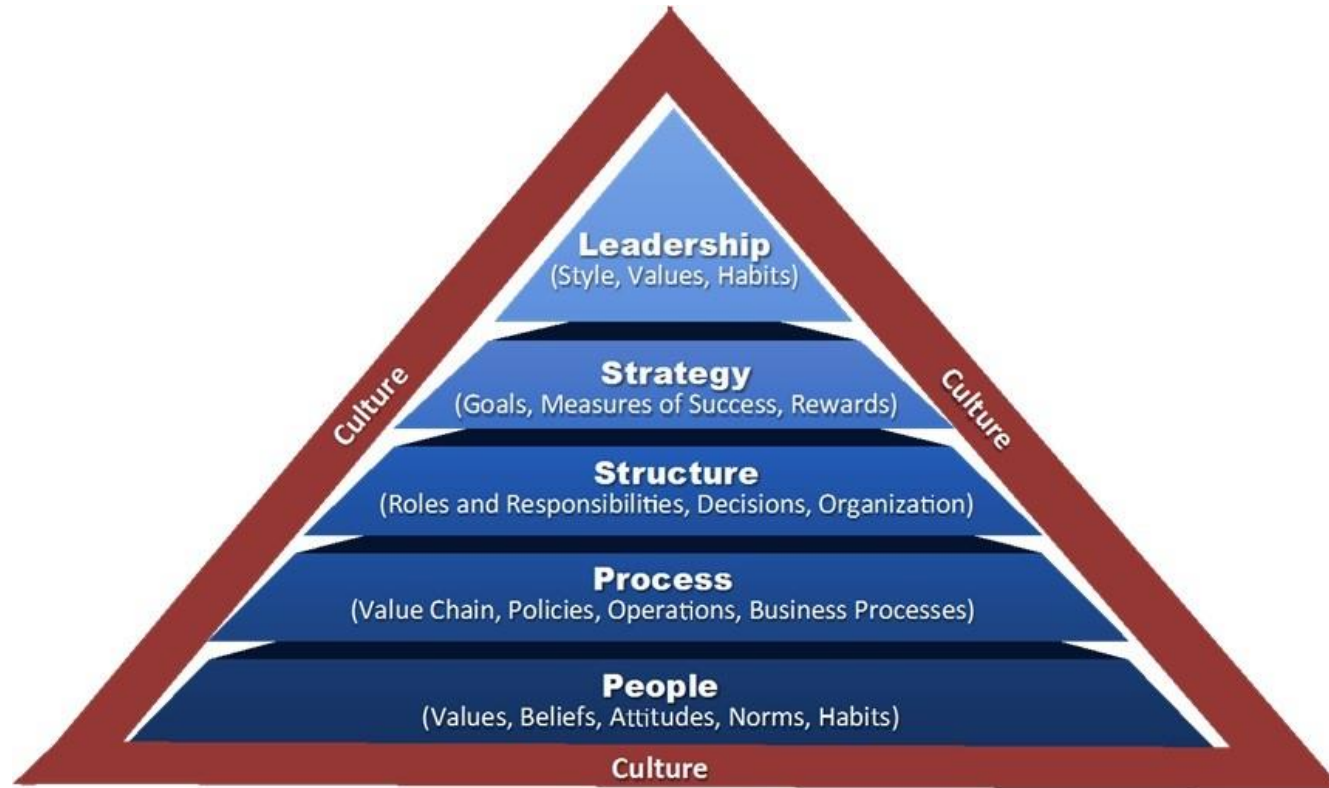 Leadership
(Style, Values, Habits)
Strategy
(Goals, Measures of Success, Rewards)
Culture
Culture
Structure
(Roles and Responsibilities, Decisions, Organization)
Process
(Value Chain, Policies, Operations, Business Processes)
People
(Values, Beliefs, Attitudes, Norms, Habits)
Culture